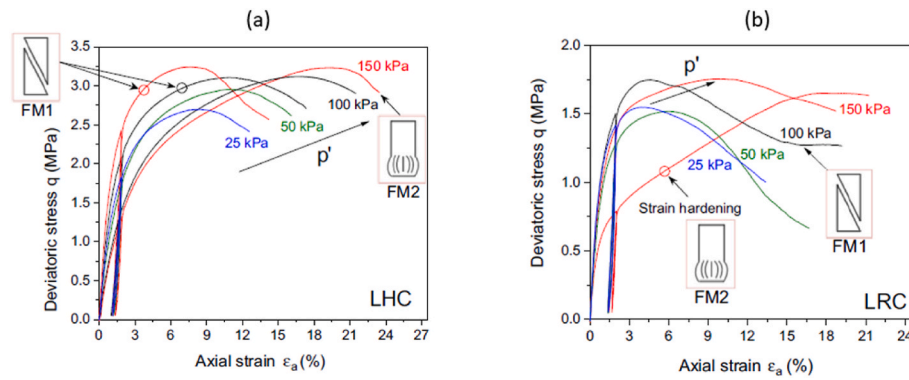 (a)
3.5
3.0
2.5
2.0
1.5
1.0
0.5
0.0
Deviatoric stress q (MPa)
FM1
150 kPa
100 kPa
50 kPa
25 kPa
p'
FM2
LHC
0 3 6 9 12 15 18 21 24 27
Axial strain εa (%)
(b)
2.0
1.5
1.0
0.5
0.0
Deviatoric stress q (MPa)
p'
150 kPa
100 kPa
25 kPa
50 kPa
Strain hardening
FM1
FM2
LRC
0 3 6 9 12 15 18 21 24
Axial strain εa (%)